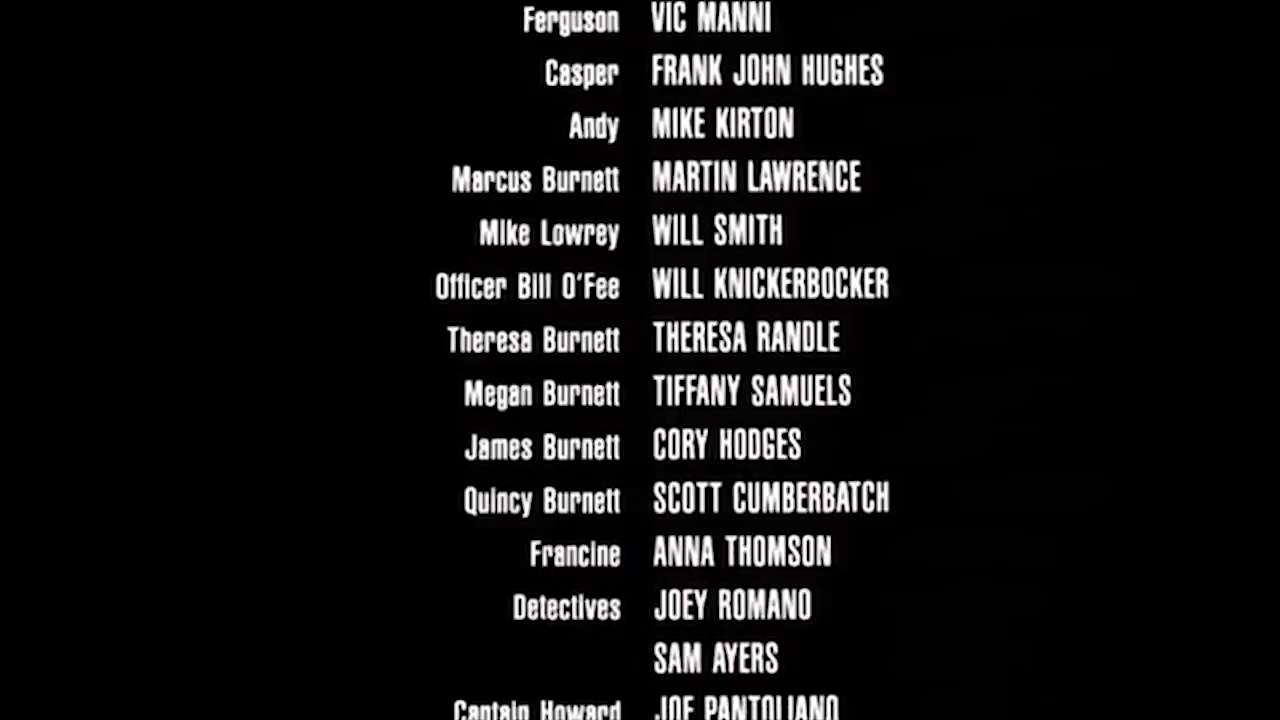 Ferguson VIC MANNI
Casper FRANK JOHN HUGHES
Andy MIKE KIRTON
Marcus Burnett MARTIN LAWRENCE
Mike Lowrey WILL SMITH
Officer Bill O'Fee WILL KNICKERBOCKER
Theresa Burnett THERESA RANDLE
Megan Burnett TIFFANY SAMUELS
James Burnett CORY HODGES
Quincy Burnett SCOTT CUMBERBATCH
Francine ANNA THOMSON
Detectives JOEY ROMANO
SAM AYERS
Captain Howard JOE PANTOLIANO